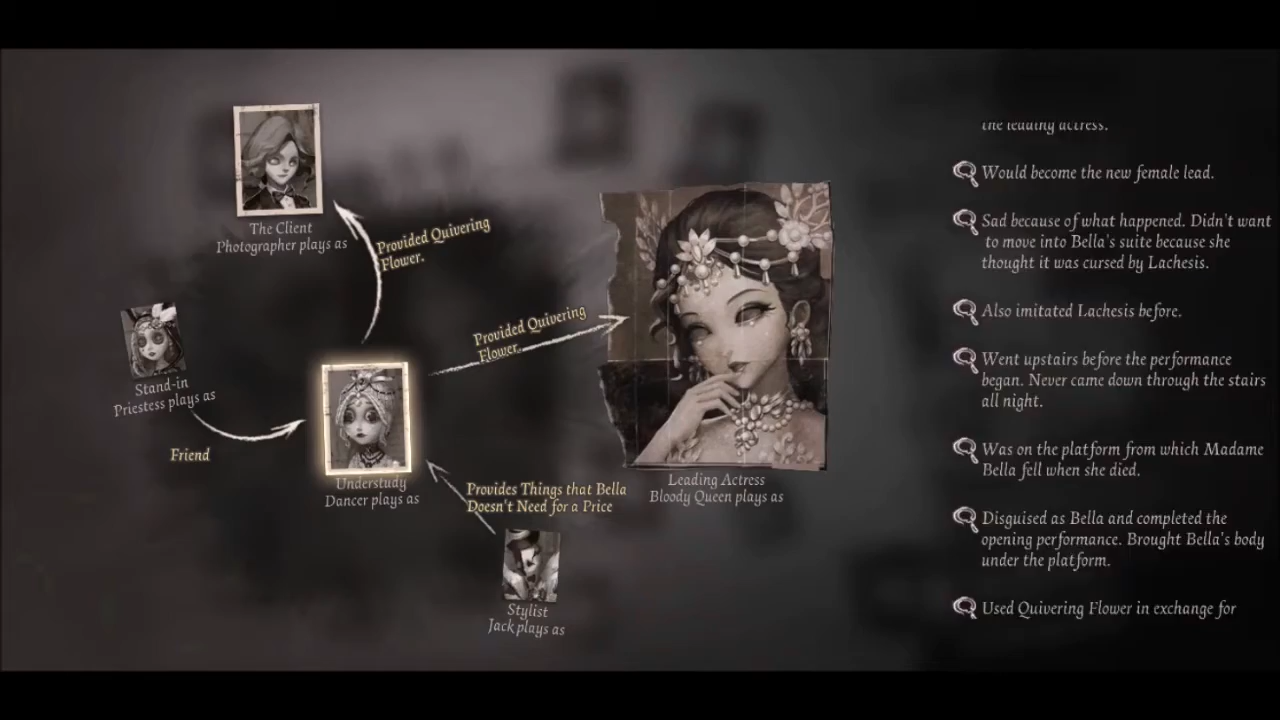 The Client
Photographer plays as
Provided Quivering
Flower.
Provided Quivering
Flower.
Stand-in
Priestess plays as
Friend
Understudy
Dancer plays as
Provides Things that Bella
Doesn't Need for a Price
Leading Actress
Bloody Queen plays as
Stylist
Jack plays as
the leading actress.
Would become the new female lead.
Sad because of what happened. Didn't want
to move into Bella's suite because she
thought it was cursed by Lachesis.
Also imitated Lachesis before.
Went upstairs before the performance
began. Never came down through the stairs
all night.
Was on the platform from which Madame
Bella fell when she died.
Disguised as Bella and completed the
opening performance. Brought Bella's body
under the platform.
Used Quivering Flower in exchange for